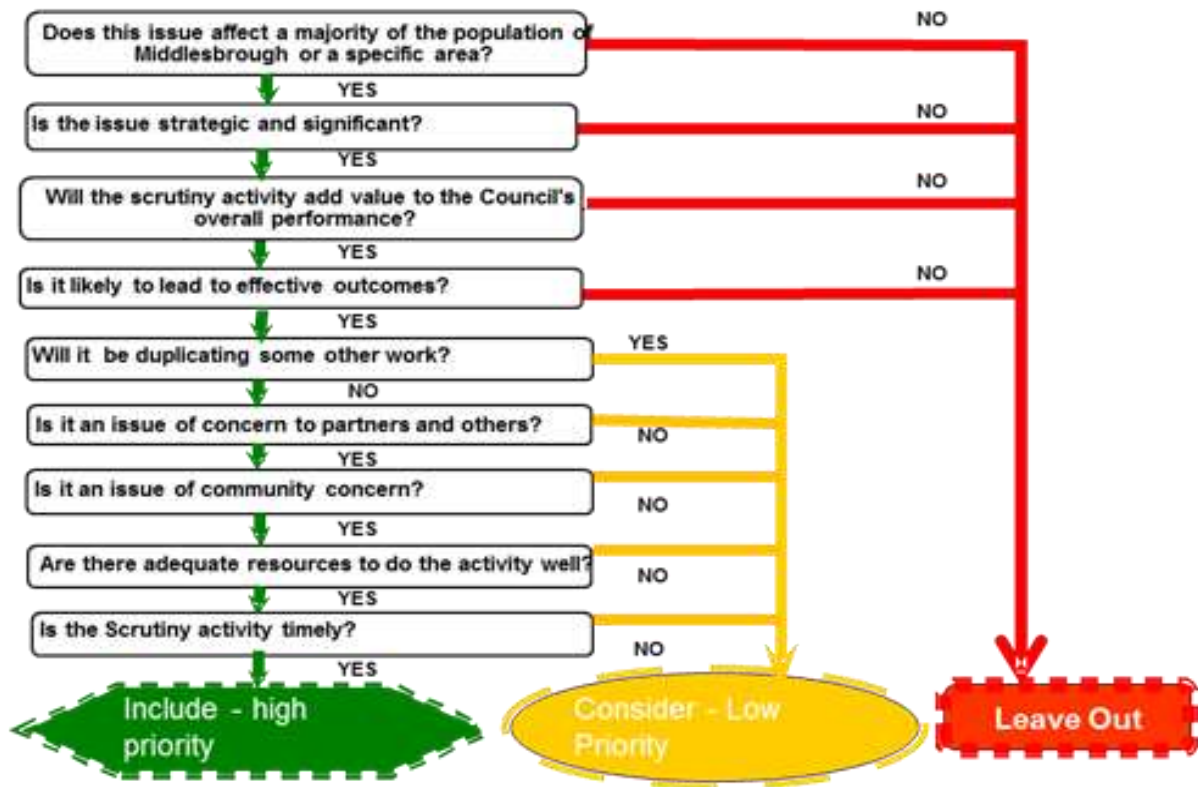 Does this issue affect a majority of the population of
Middlesbrough or a specific area?
NO
YES
Is the issue strategic and significant?
NO
YES
Will the scrutiny activity add value to the Council's
overall performance?
NO
YES
Is it likely to lead to effective outcomes?
NO
YES
Will it be duplicating some other work?
YES
NO
Is it an issue of concern to partners and others?
NO
YES
Is it an issue of community concern?
NO
YES
Are there adequate resources to do the activity well?
NO
YES
Is the Scrutiny activity timely?
NO
YES
Include - high
priority
Consider - Low
Priority
Leave Out